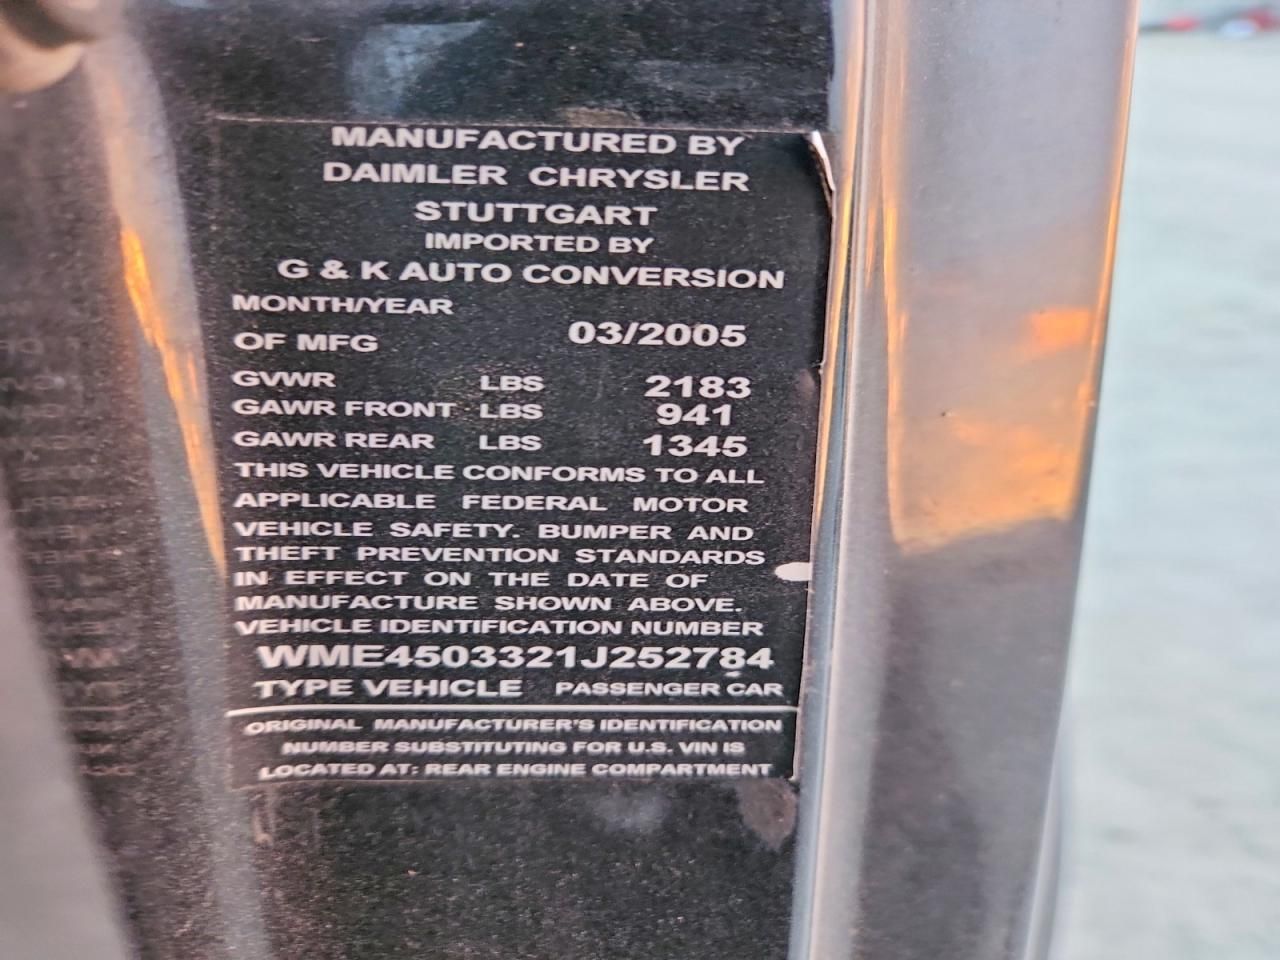 MANUFACTURED BY
DAIMLER CHRYSLER
STUTTGART
IMPORTED BY
G & K AUTO CONVERSION
MONTH/YEAR
OF MFG 03/2005
GVWR LBS 2183
GAWR FRONT LBS 941
GAWR REAR LBS 1345
THIS VEHICLE CONFORMS TO ALL
APPLICABLE FEDERAL MOTOR
VEHICLE SAFETY. BUMPER AND
THEFT PREVENTION STANDARDS
IN EFFECT ON THE DATE OF
MANUFACTURE SHOWN ABOVE.
VEHICLE IDENTIFICATION NUMBER
WME4503321J252784
TYPE VEHICLE PASSENGER CAR
ORIGINAL MANUFACTURER'S IDENTIFICATION
NUMBER SUBSTITUTING FOR U.S. VIN IS
LOCATED AT: REAR ENGINE COMPARTMENT